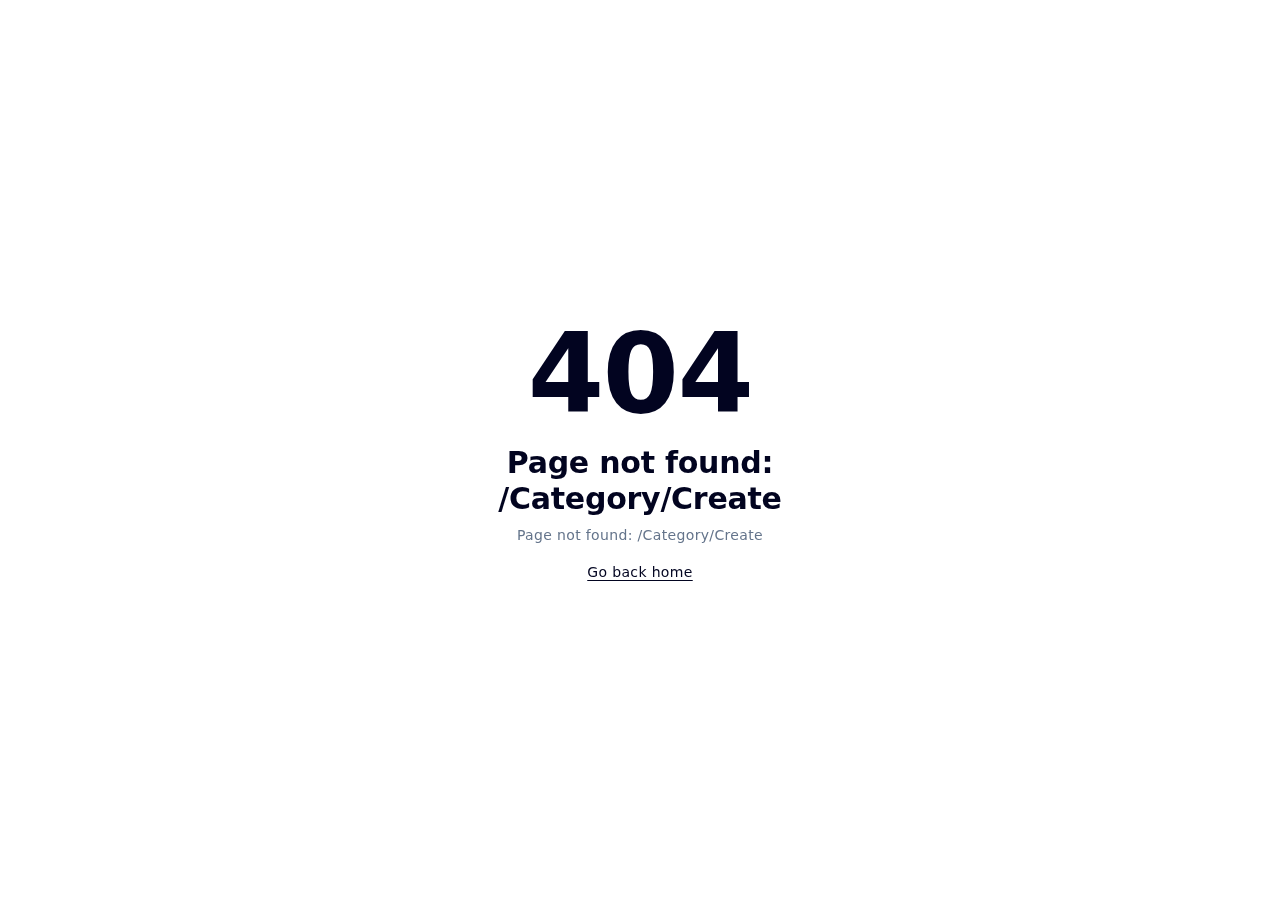 404
Page not found:
/Category/Create
Page not found: /Category/Create
Go back home